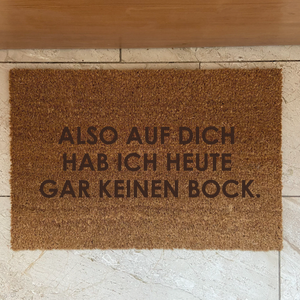 ALSO AUF DICH
HAB ICH HEUTE
GAR KEINEN BOCK.